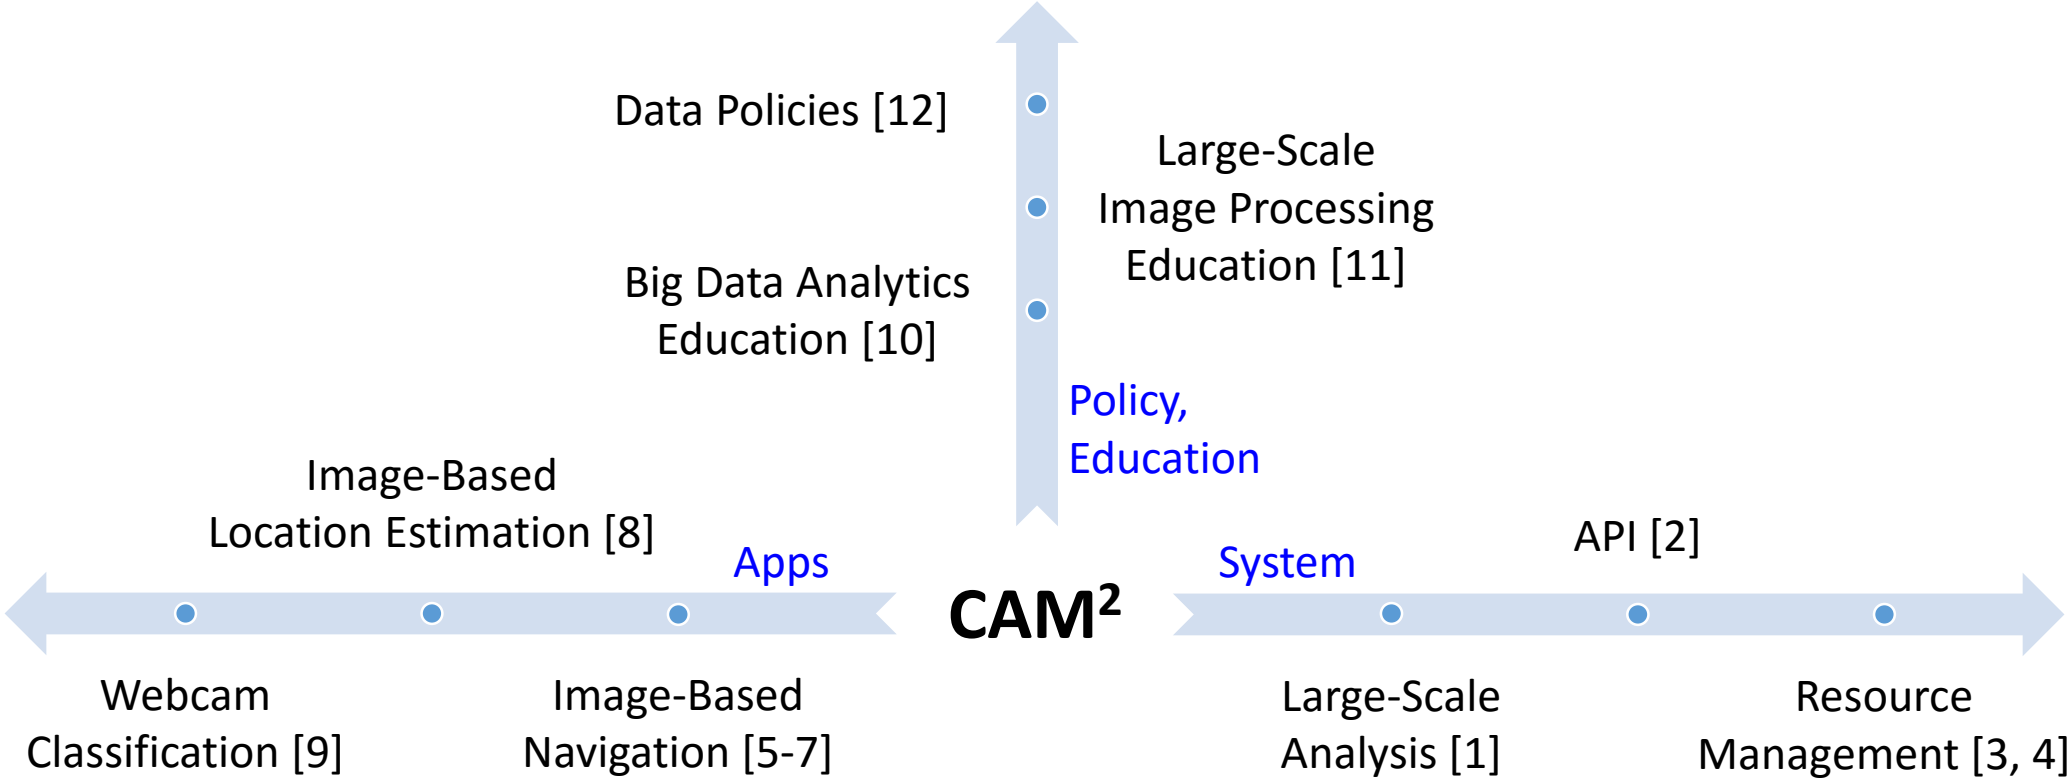 Data Policies [12]
Large-Scale
Image Processing
Education [11]
Big Data Analytics
Education [10]
Policy,
Education
Image-Based
Location Estimation [8]
Apps
System
API [2]
CAM²
Webcam
Classification [9]
Image-Based
Navigation [5-7]
Large-Scale
Analysis [1]
Resource
Management [3, 4]